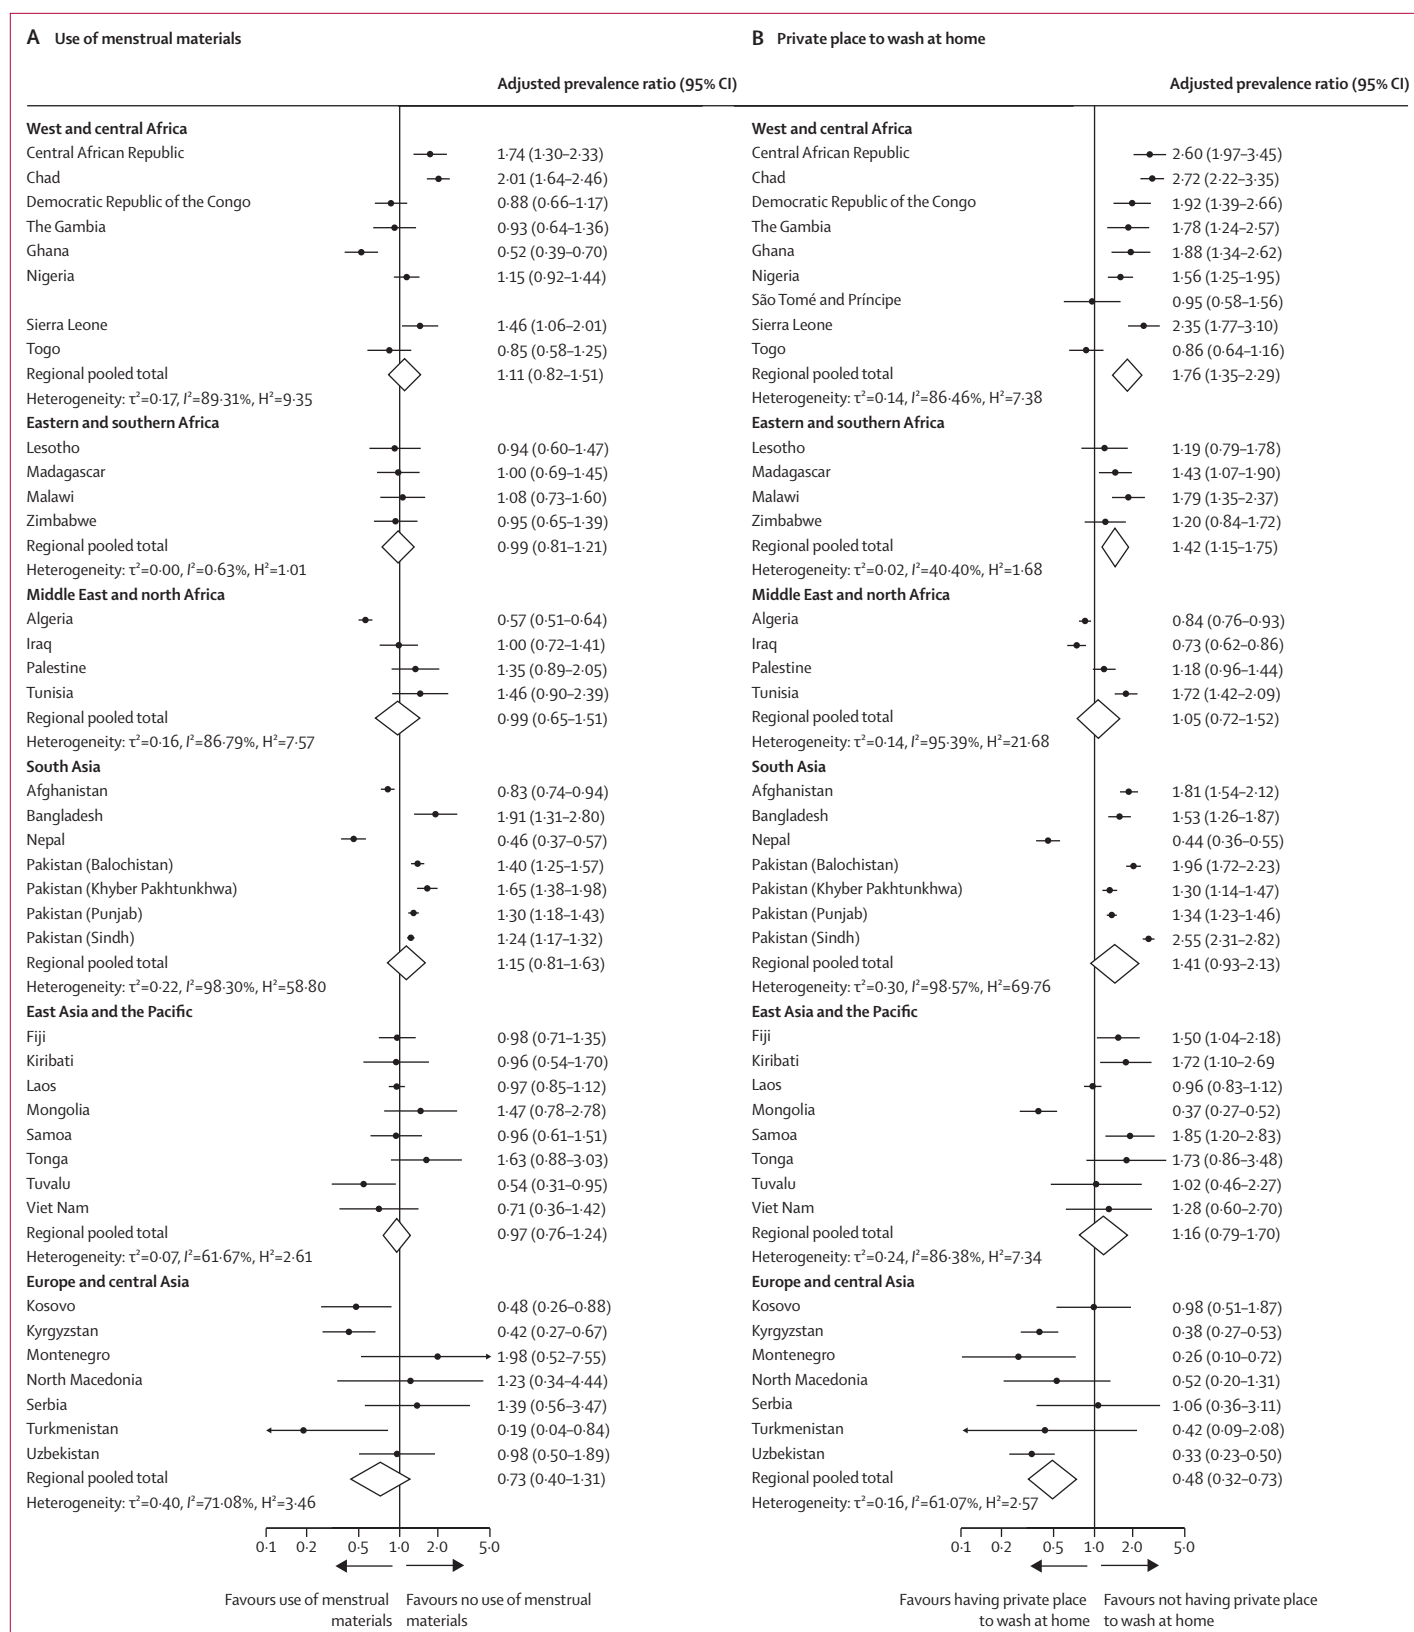 A Use of menstrual materials
Adjusted prevalence ratio (95% CI)
West and central Africa
Central African Republic 1·74 (1·30–2·33)
Chad 2·01 (1·64–2·46)
Democratic Republic of the Congo 0·88 (0·66–1·17)
The Gambia 0·93 (0·64–1·36)
Ghana 0·52 (0·39–0·70)
Nigeria 1·15 (0·92–1·44)
Sierra Leone 1·46 (1·06–2·01)
Togo 0·85 (0·58–1·25)
Regional pooled total 1·11 (0·82–1·51)
Heterogeneity: τ²=0·17, I²=89·31%, H²=9·35
Eastern and southern Africa
Lesotho 0·94 (0·60–1·47)
Madagascar 1·00 (0·69–1·45)
Malawi 1·08 (0·73–1·60)
Zimbabwe 0·95 (0·65–1·39)
Regional pooled total 0·99 (0·81–1·21)
Heterogeneity: τ²=0·00, I²=0·63%, H²=1·01
Middle East and north Africa
Algeria 0·57 (0·51–0·64)
Iraq 1·00 (0·72–1·41)
Palestine 1·35 (0·89–2·05)
Tunisia 1·46 (0·90–2·39)
Regional pooled total 0·99 (0·65–1·51)
Heterogeneity: τ²=0·16, I²=86·79%, H²=7·57
South Asia
Afghanistan 0·83 (0·74–0·94)
Bangladesh 1·91 (1·31–2·80)
Nepal 0·46 (0·37–0·57)
Pakistan (Balochistan) 1·40 (1·25–1·57)
Pakistan (Khyber Pakhtunkhwa) 1·65 (1·38–1·98)
Pakistan (Punjab) 1·30 (1·18–1·43)
Pakistan (Sindh) 1·24 (1·17–1·32)
Regional pooled total 1·15 (0·81–1·63)
Heterogeneity: τ²=0·22, I²=98·30%, H²=58·80
East Asia and the Pacific
Fiji 0·98 (0·71–1·35)
Kiribati 0·96 (0·54–1·70)
Laos 0·97 (0·85–1·12)
Mongolia 1·47 (0·78–2·78)
Samoa 0·96 (0·61–1·51)
Tonga 1·63 (0·88–3·03)
Tuvalu 0·54 (0·31–0·95)
Viet Nam 0·71 (0·36–1·42)
Regional pooled total 0·97 (0·76–1·24)
Heterogeneity: τ²=0·07, I²=61·67%, H²=2·61
Europe and central Asia
Kosovo 0·48 (0·26–0·88)
Kyrgyzstan 0·42 (0·27–0·67)
Montenegro 1·98 (0·52–7·55)
North Macedonia 1·23 (0·34–4·44)
Serbia 1·39 (0·56–3·47)
Turkmenistan 0·19 (0·04–0·84)
Uzbekistan 0·98 (0·50–1·89)
Regional pooled total 0·73 (0·40–1·31)
Heterogeneity: τ²=0·40, I²=71·08%, H²=3·46
0·1 0·2 0·5 1·0 2·0 5·0
Favours use of menstrual
materials
Favours no use of menstrual
materials
B Private place to wash at home
Adjusted prevalence ratio (95% CI)
West and central Africa
Central African Republic 2·60 (1·97–3·45)
Chad 2·72 (2·22–3·35)
Democratic Republic of the Congo 1·92 (1·39–2·66)
The Gambia 1·78 (1·24–2·57)
Ghana 1·88 (1·34–2·62)
Nigeria 1·56 (1·25–1·95)
São Tomé and Príncipe 0·95 (0·58–1·56)
Sierra Leone 2·35 (1·77–3·10)
Togo 0·86 (0·64–1·16)
Regional pooled total 1·76 (1·35–2·29)
Heterogeneity: τ²=0·14, I²=86·46%, H²=7·38
Eastern and southern Africa
Lesotho 1·19 (0·79–1·78)
Madagascar 1·43 (1·07–1·90)
Malawi 1·79 (1·35–2·37)
Zimbabwe 1·20 (0·84–1·72)
Regional pooled total 1·42 (1·15–1·75)
Heterogeneity: τ²=0·02, I²=40·40%, H²=1·68
Middle East and north Africa
Algeria 0·84 (0·76–0·93)
Iraq 0·73 (0·62–0·86)
Palestine 1·18 (0·96–1·44)
Tunisia 1·72 (1·42–2·09)
Regional pooled total 1·05 (0·72–1·52)
Heterogeneity: τ²=0·14, I²=95·39%, H²=21·68
South Asia
Afghanistan 1·81 (1·54–2·12)
Bangladesh 1·53 (1·26–1·87)
Nepal 0·44 (0·36–0·55)
Pakistan (Balochistan) 1·96 (1·72–2·23)
Pakistan (Khyber Pakhtunkhwa) 1·30 (1·14–1·47)
Pakistan (Punjab) 1·34 (1·23–1·46)
Pakistan (Sindh) 2·55 (2·31–2·82)
Regional pooled total 1·41 (0·93–2·13)
Heterogeneity: τ²=0·30, I²=98·57%, H²=69·76
East Asia and the Pacific
Fiji 1·50 (1·04–2·18)
Kiribati 1·72 (1·10–2·69
Laos 0·96 (0·83–1·12)
Mongolia 0·37 (0·27–0·52)
Samoa 1·85 (1·20–2·83)
Tonga 1·73 (0·86–3·48)
Tuvalu 1·02 (0·46–2·27)
Viet Nam 1·28 (0·60–2·70)
Regional pooled total 1·16 (0·79–1·70)
Heterogeneity: τ²=0·24, I²=86·38%, H²=7·34
Europe and central Asia
Kosovo 0·98 (0·51–1·87)
Kyrgyzstan 0·38 (0·27–0·53)
Montenegro 0·26 (0·10–0·72)
North Macedonia 0·52 (0·20–1·31)
Serbia 1·06 (0·36–3·11)
Turkmenistan 0·42 (0·09–2·08)
Uzbekistan 0·33 (0·23–0·50)
Regional pooled total 0·48 (0·32–0·73)
Heterogeneity: τ²=0·16, I²=61·07%, H²=2·57
0·1 0·2 0·5 1·0 2·0 5·0
Favours having private place
to wash at home
Favours not having private place
to wash at home